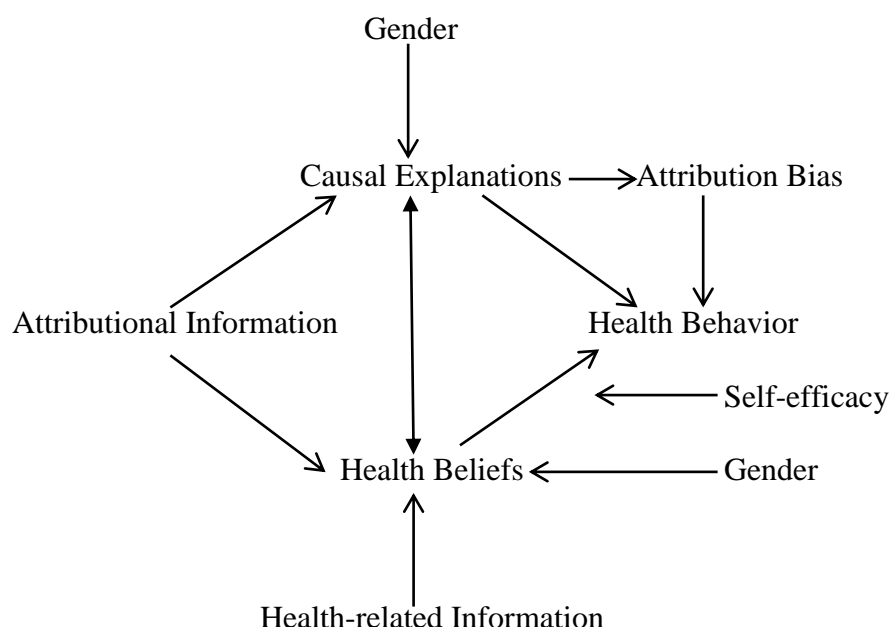 Gender
Causal Explanations
Attribution Bias
Attributional Information
Health Behavior
Self-efficacy
Health Beliefs
Gender
Health-related Information